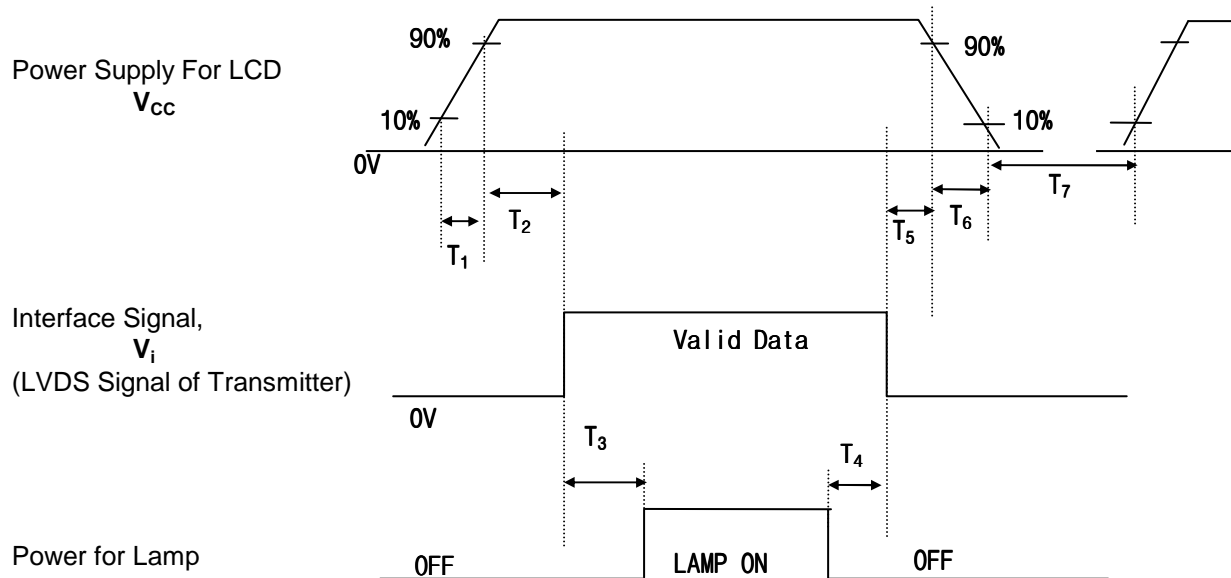 Power Supply For LCD
VCC
90%
10%
0V
90%
10%
T1
T2
T5
T6
T7
Interface Signal,
Vi
(LVDS Signal of Transmitter)
Valid Data
0V
T3
T4
Power for Lamp
OFF
LAMP ON
OFF